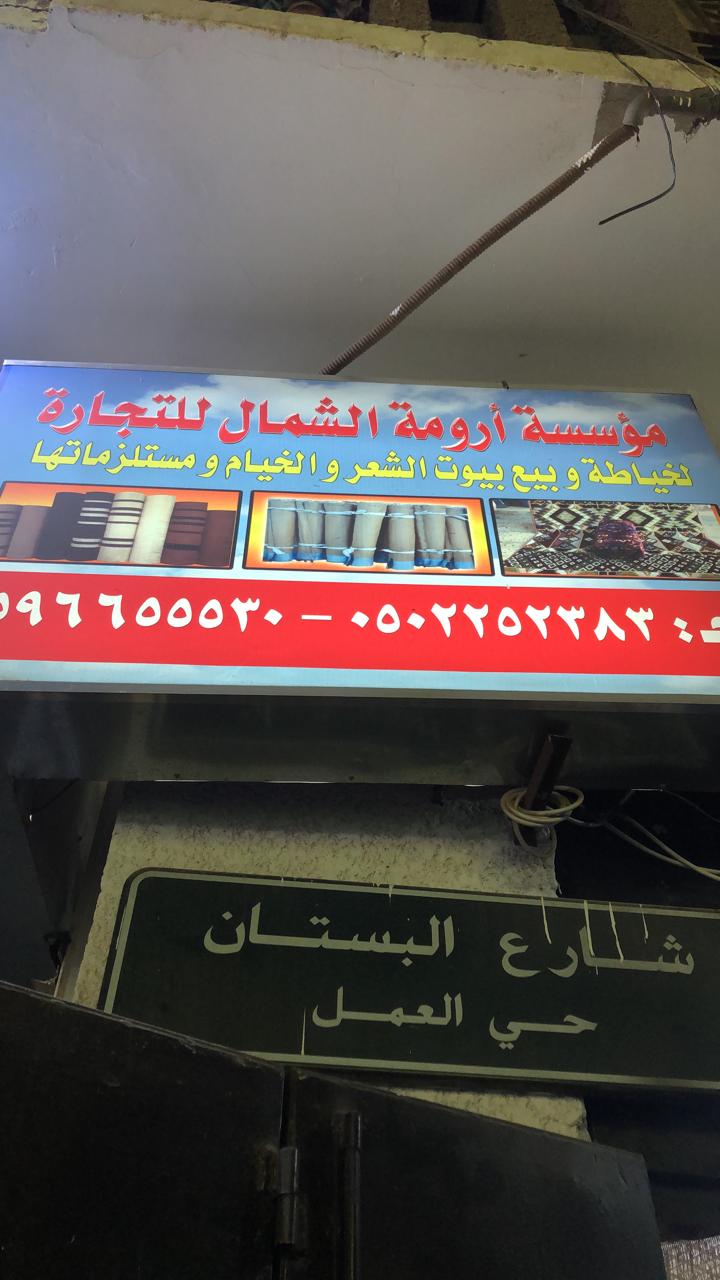 مؤسسة أرومة الشمال للتجارة
لخياطة و بيع بيوت الشعر و الخيام و مستلزماتها
ت: ٠٥٠٢٢٥٢٣٨٣ – ٠٥٩٦٦٥٥٥٣٠
شارع البستان
حي العمل